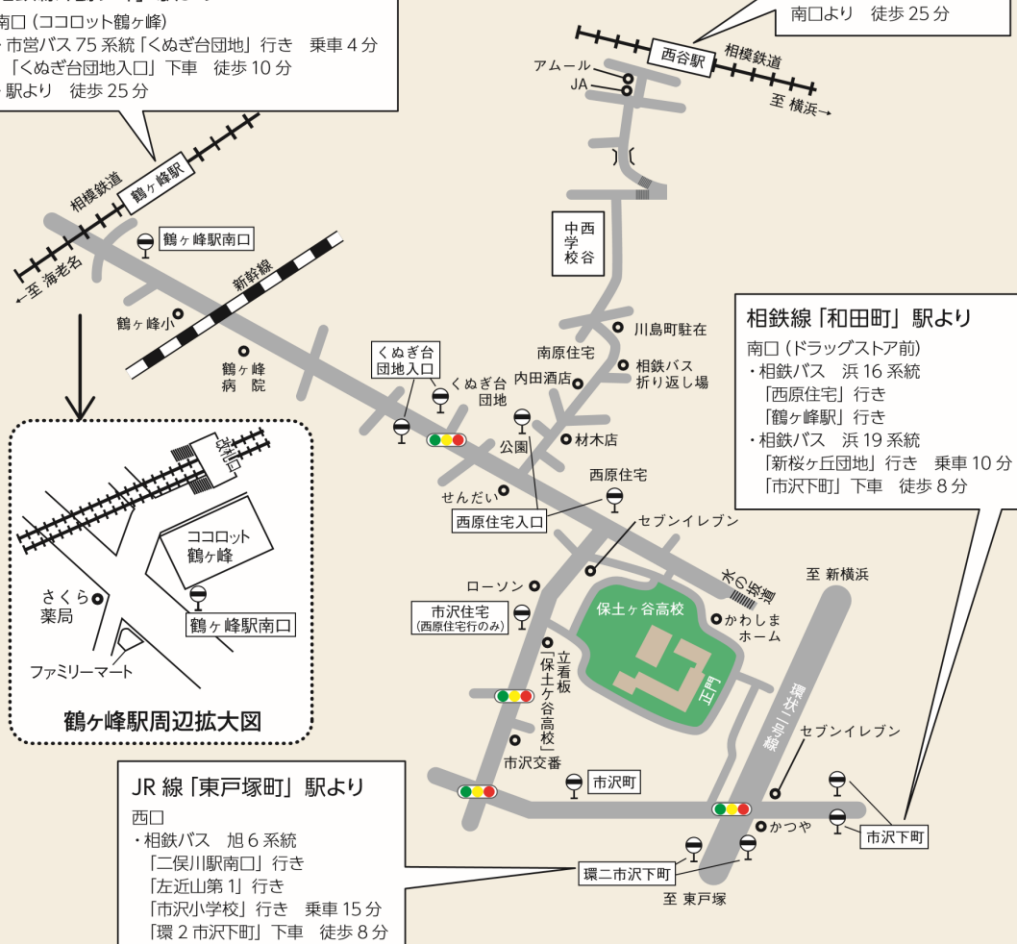 南口(ココロット鶴ヶ峰)
市営バス 75 系統「くぬぎ台団地」行き 乗車 4 分
「くぬぎ台団地入口」下車 徒歩 10 分
駅より 徒歩 25 分
南口より 徒歩 25 分
西谷駅
相模鉄道
至 横浜→
アムール
JA
相模鉄道
鶴ヶ峰駅
←至 海老名
鶴ヶ峰駅南口
新幹線
西谷
中学校
鶴ヶ峰小
鶴ヶ峰
病 院
くぬぎ台
団地入口
くぬぎ台
団地
川島町駐在
南原住宅
相鉄バス
折り返し場
内田酒店
公園
材木店
せんだい
西原住宅
西原住宅入口
セブンイレブン
相鉄線「和田町」駅より
南口(ドラッグストア前)
・相鉄バス 浜 16 系統
「西原住宅」行き
「鶴ヶ峰駅」行き
・相鉄バス 浜 19 系統
「新桜ヶ丘団地」行き 乗車 10 分
「市沢下町」下車 徒歩 8 分
改札
ココロット
鶴ヶ峰
さくら
薬局
鶴ヶ峰駅南口
ファミリーマート
鶴ヶ峰駅周辺拡大図
ローソン
市沢住宅
(西原住宅行のみ)
水の坂道
至 新横浜
保土ヶ谷高校
かわしま
ホーム
正門
立看板
「保土ケ谷高校」
環状二号線
セブンイレブン
市沢交番
市沢町
かつや
市沢下町
環二市沢下町
至 東戸塚
JR 線「東戸塚町」駅より
西口
・相鉄バス 旭 6 系統
「二俣川駅南口」行き
「左近山第 1」行き
「市沢小学校」行き 乗車 15 分
「環 2 市沢下町」下車 徒歩 8 分